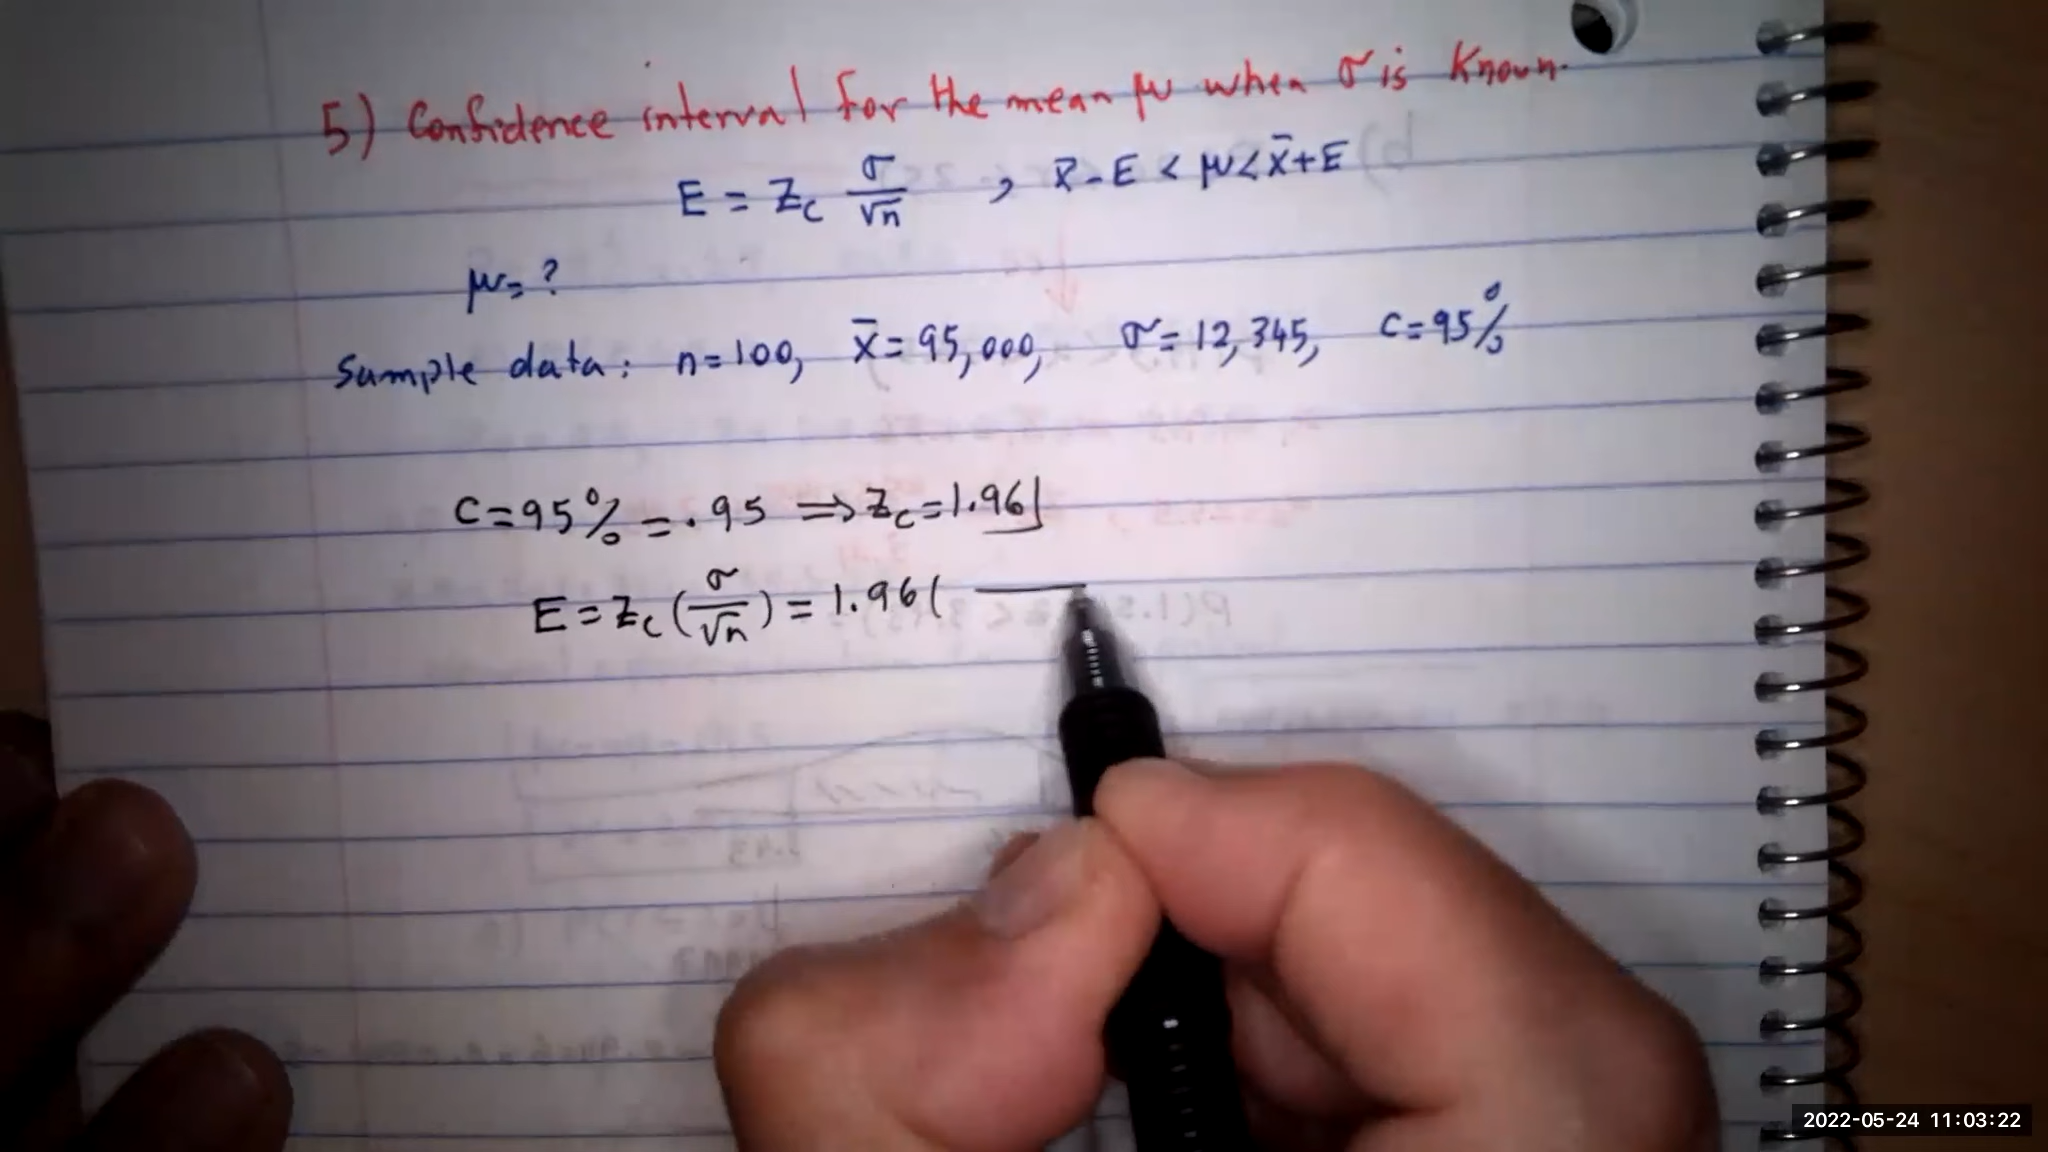 5) Confidence interval for the mean μ when σ is known.
E = Zc σ/√n , x̄ - E < μ < x̄ + E
μ = ?
Sample data: n=100, x̄ = 95,000, σ = 12,345, c = 95%
C = 95% = .95 ⇒ Zc = 1.96
E = Zc (σ/√n) = 1.96(
2022-05-24 11:03:22